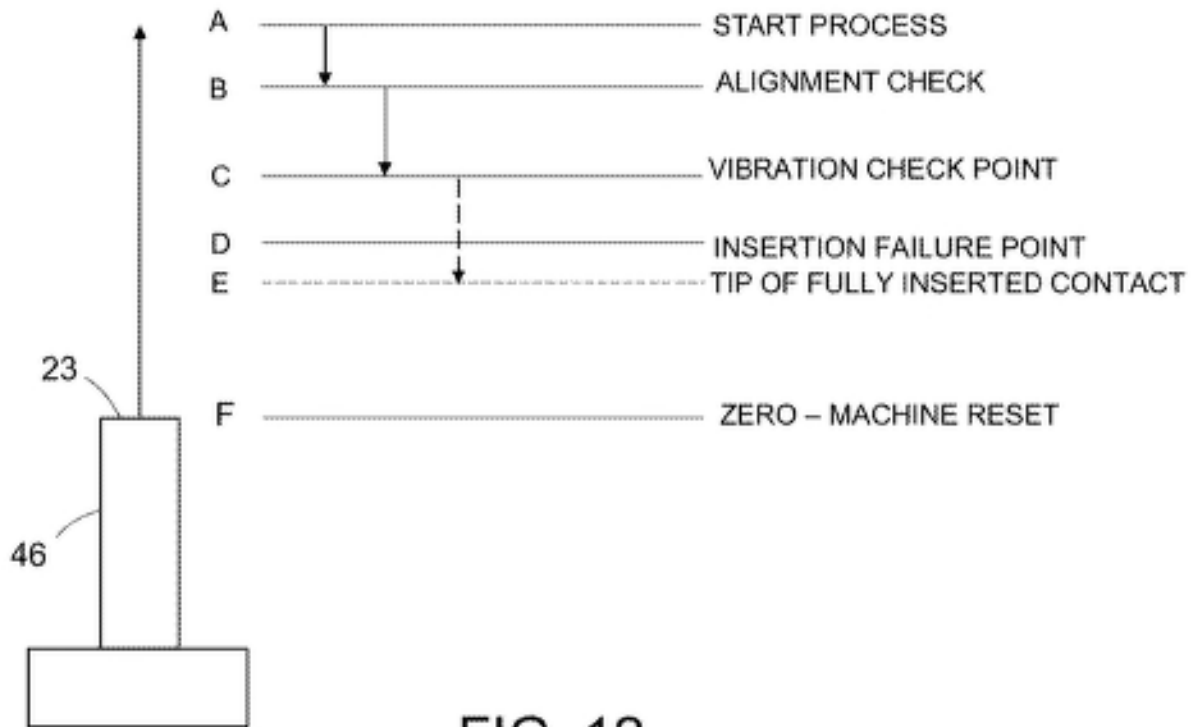 A START PROCESS
B ALIGNMENT CHECK
C VIBRATION CHECK POINT
D INSERTION FAILURE POINT
E TIP OF FULLY INSERTED CONTACT
23
F ZERO – MACHINE RESET
46